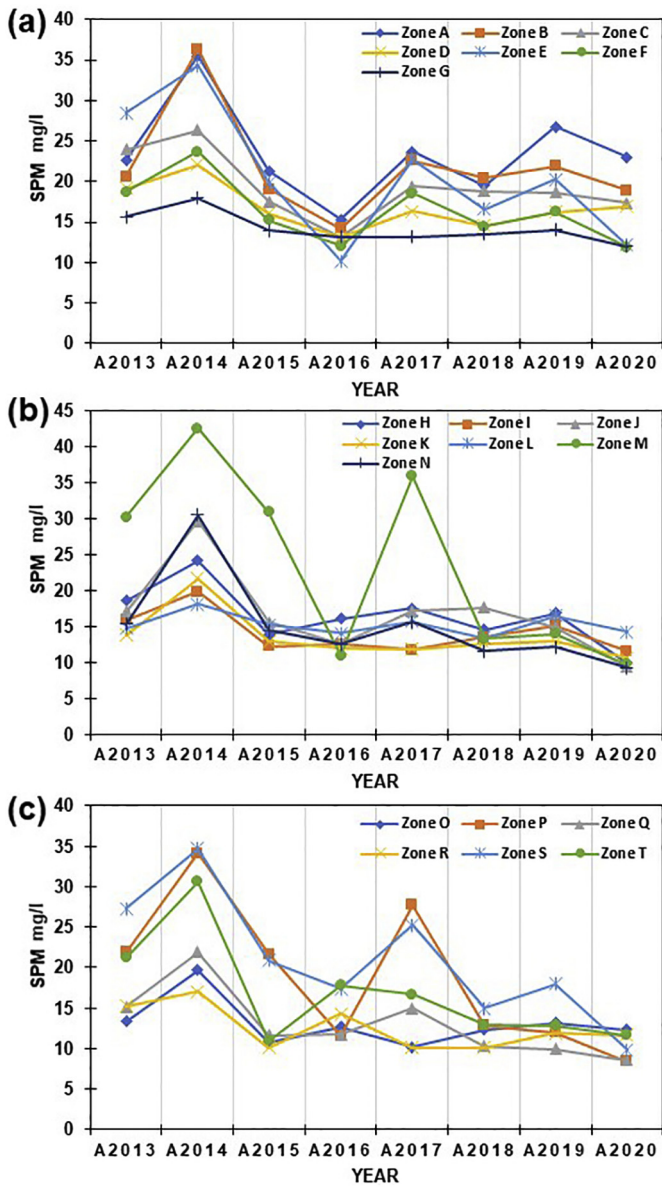 (a)
40
35
30
25
20
15
10
5
0
SPM mg/l
Zone A Zone B Zone C
Zone D Zone E Zone F
Zone G
A2013 A2014 A2015 A2016 A2017 A2018 A2019 A2020
YEAR
(b)
45
40
35
30
25
20
15
10
5
0
SPM mg/l
Zone H Zone I Zone J
Zone K Zone L Zone M
Zone N
A2013 A2014 A2015 A2016 A2017 A2018 A2019 A2020
YEAR
(c)
40
35
30
25
20
15
10
5
0
SPM mg/l
Zone O Zone P Zone Q
Zone R Zone S Zone T
A2013 A2014 A2015 A2016 A2017 A2018 A2019 A2020
YEAR